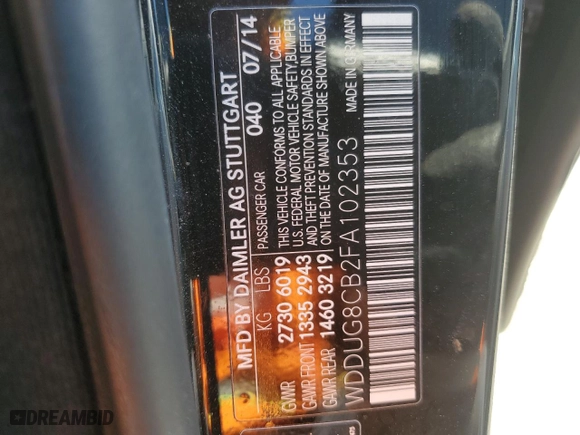 MFD BY DAIMLER AG STUTTGART
040 07/14
KG LBS PASSENGER CAR
GVWR 2730 6019 THIS VEHICLE CONFORMS TO ALL APPLICABLE
U.S. FEDERAL MOTOR VEHICLE SAFETY, BUMPER
GAWR FRONT 1335 2943 AND THEFT PREVENTION STANDARDS IN EFFECT
GAWR REAR 1460 3219 ON THE DATE OF MANUFACTURE SHOWN ABOVE
WDDUG8CB2FA102353 MADE IN GERMANY
DREAMBID